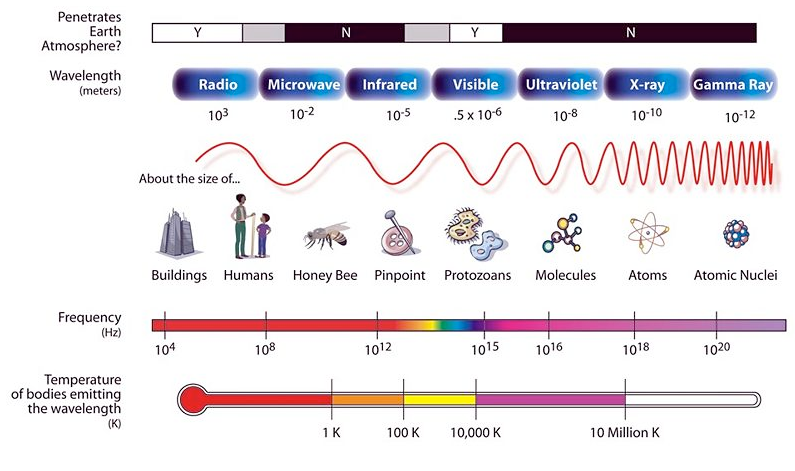 Penetrates
Earth
Atmosphere?
Y
N
Y
N
Wavelength
(meters)
Radio
Microwave
Infrared
Visible
Ultraviolet
X-ray
Gamma Ray
10³
10⁻²
10⁻⁵
.5 x 10⁻⁶
10⁻⁸
10⁻¹⁰
10⁻¹²
About the size of...
Buildings
Humans
Honey Bee
Pinpoint
Protozoans
Molecules
Atoms
Atomic Nuclei
Frequency
(Hz)
10⁴
10⁸
10¹²
10¹⁵
10¹⁶
10¹⁸
10²⁰
Temperature
of bodies emitting
the wavelength
(K)
1 K
100 K
10,000 K
10 Million K